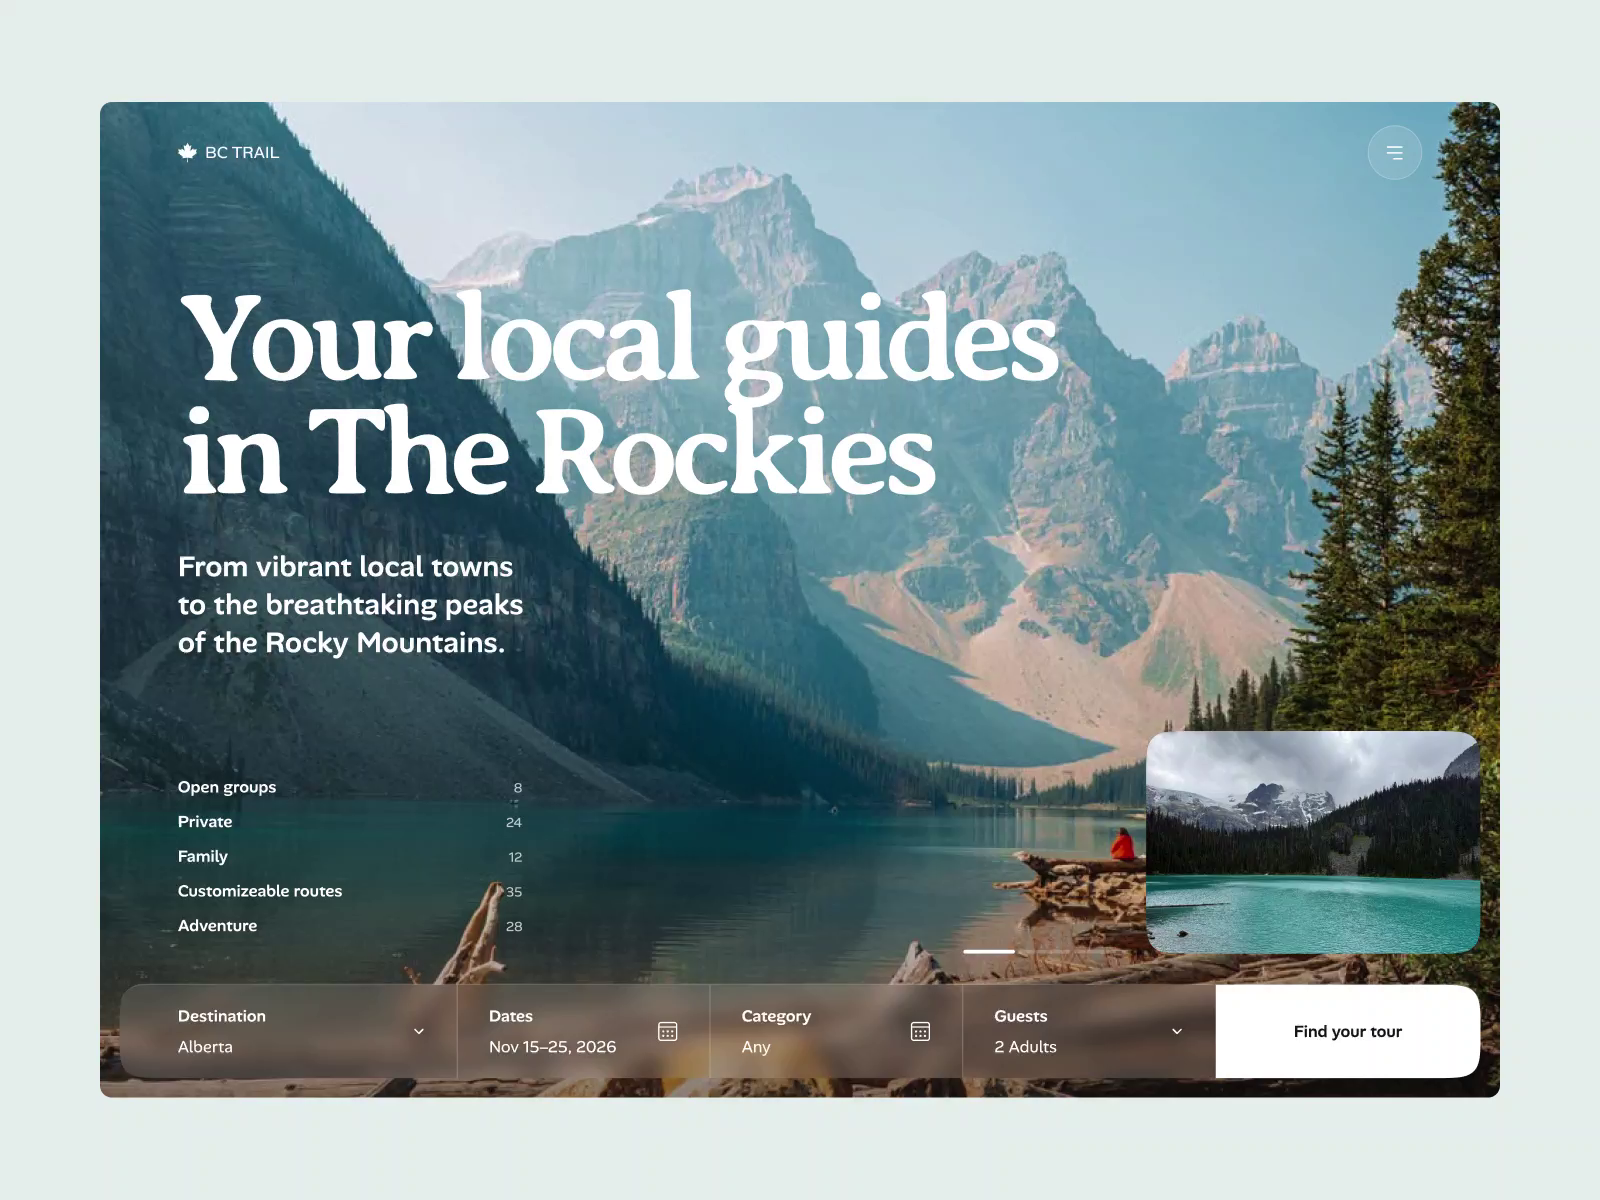 BC TRAIL
Your local guides
in The Rockies
From vibrant local towns
to the breathtaking peaks
of the Rocky Mountains.
Open groups 8
Private 24
Family 12
Customizeable routes 35
Adventure 28
Destination
Alberta
Dates
Nov 15–25, 2026
Category
Any
Guests
2 Adults
Find your tour